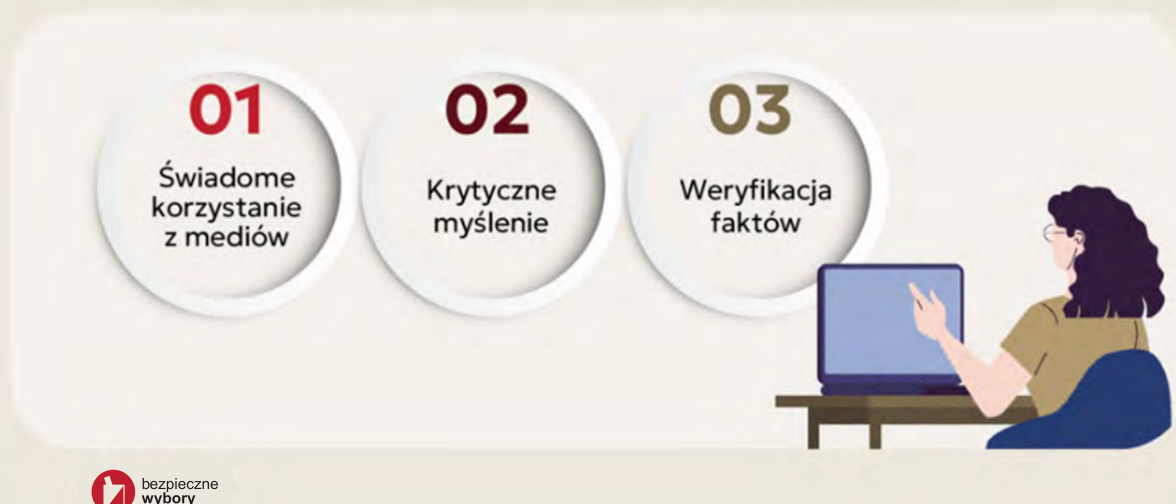 01
Świadome
korzystanie
z mediów
02
Krytyczne
myślenie
03
Weryfikacja
faktów
bezpieczne
wybory